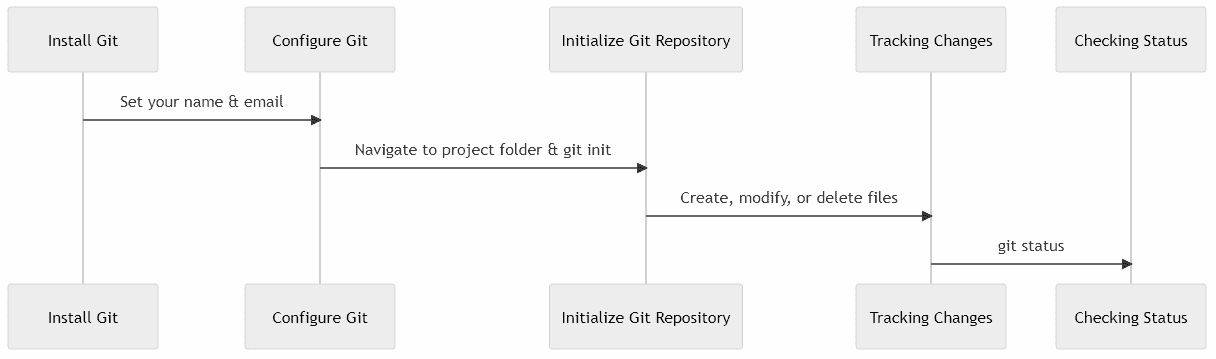 Install Git
Configure Git
Initialize Git Repository
Tracking Changes
Checking Status
Set your name & email
Navigate to project folder & git init
Create, modify, or delete files
git status
Install Git
Configure Git
Initialize Git Repository
Tracking Changes
Checking Status